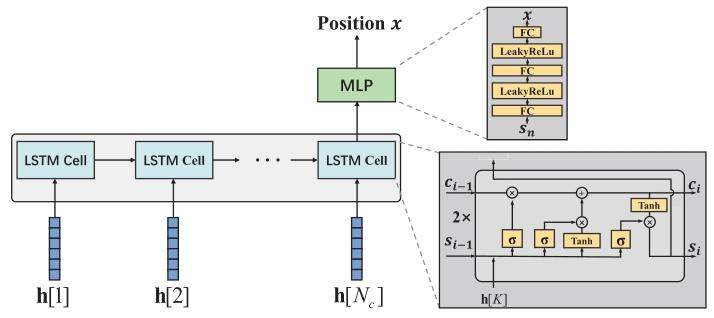 Position x
MLP
LSTM Cell
LSTM Cell
· · ·
LSTM Cell
h[1]
h[2]
h[N_c]
x
FC
LeakyReLu
FC
LeakyReLu
FC
s_n
c_{i-1}
×
+
c_i
Tanh
2×
×
×
σ
σ
Tanh
σ
s_{i-1}
s_i
h[K]